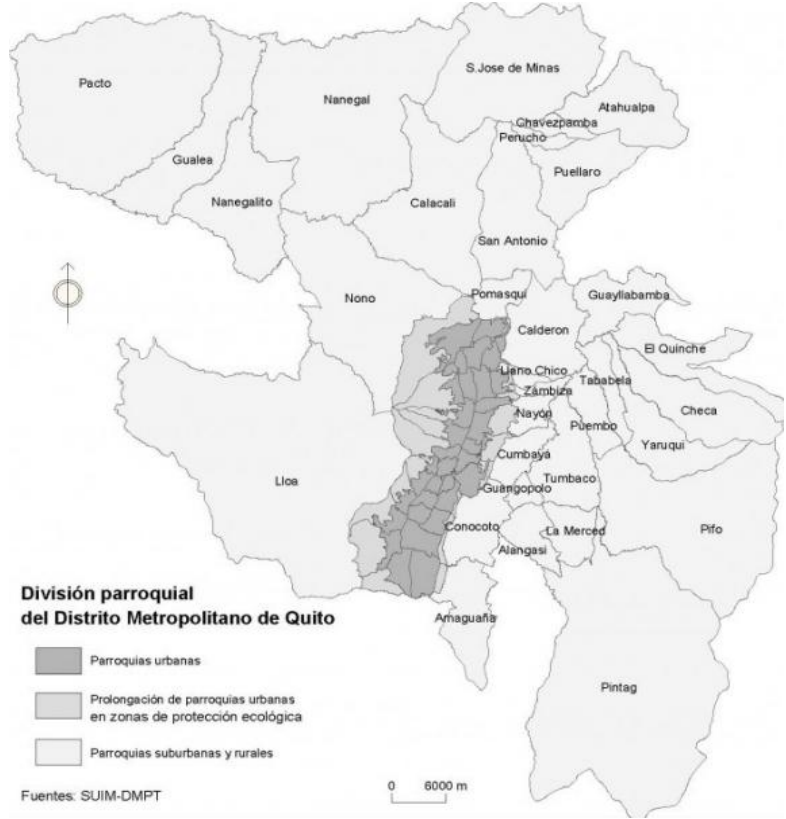 S.Jose de Minas
Pacto
Nanegal
Atahualpa
Chavezpamba
Perucho
Gualea
Puellaro
Nanegalito
Calacali
San Antonio
Nono
Pomasqui
Guayllabamba
Calderon
El Quinche
Llano Chico
Tababela
Zambiza
Checa
Nayon
Puembo
Yaruqui
Cumbaya
Lloa
Tumbaco
Guangopolo
Conocoto
La Merced
Pifo
Alangasi
Amaguaña
Pintag
División parroquial
del Distrito Metropolitano de Quito
Parroquias urbanas
Prolongación de parroquias urbanas
en zonas de protección ecológica
Parroquias suburbanas y rurales
Fuentes: SUIM-DMPT
0 6000 m